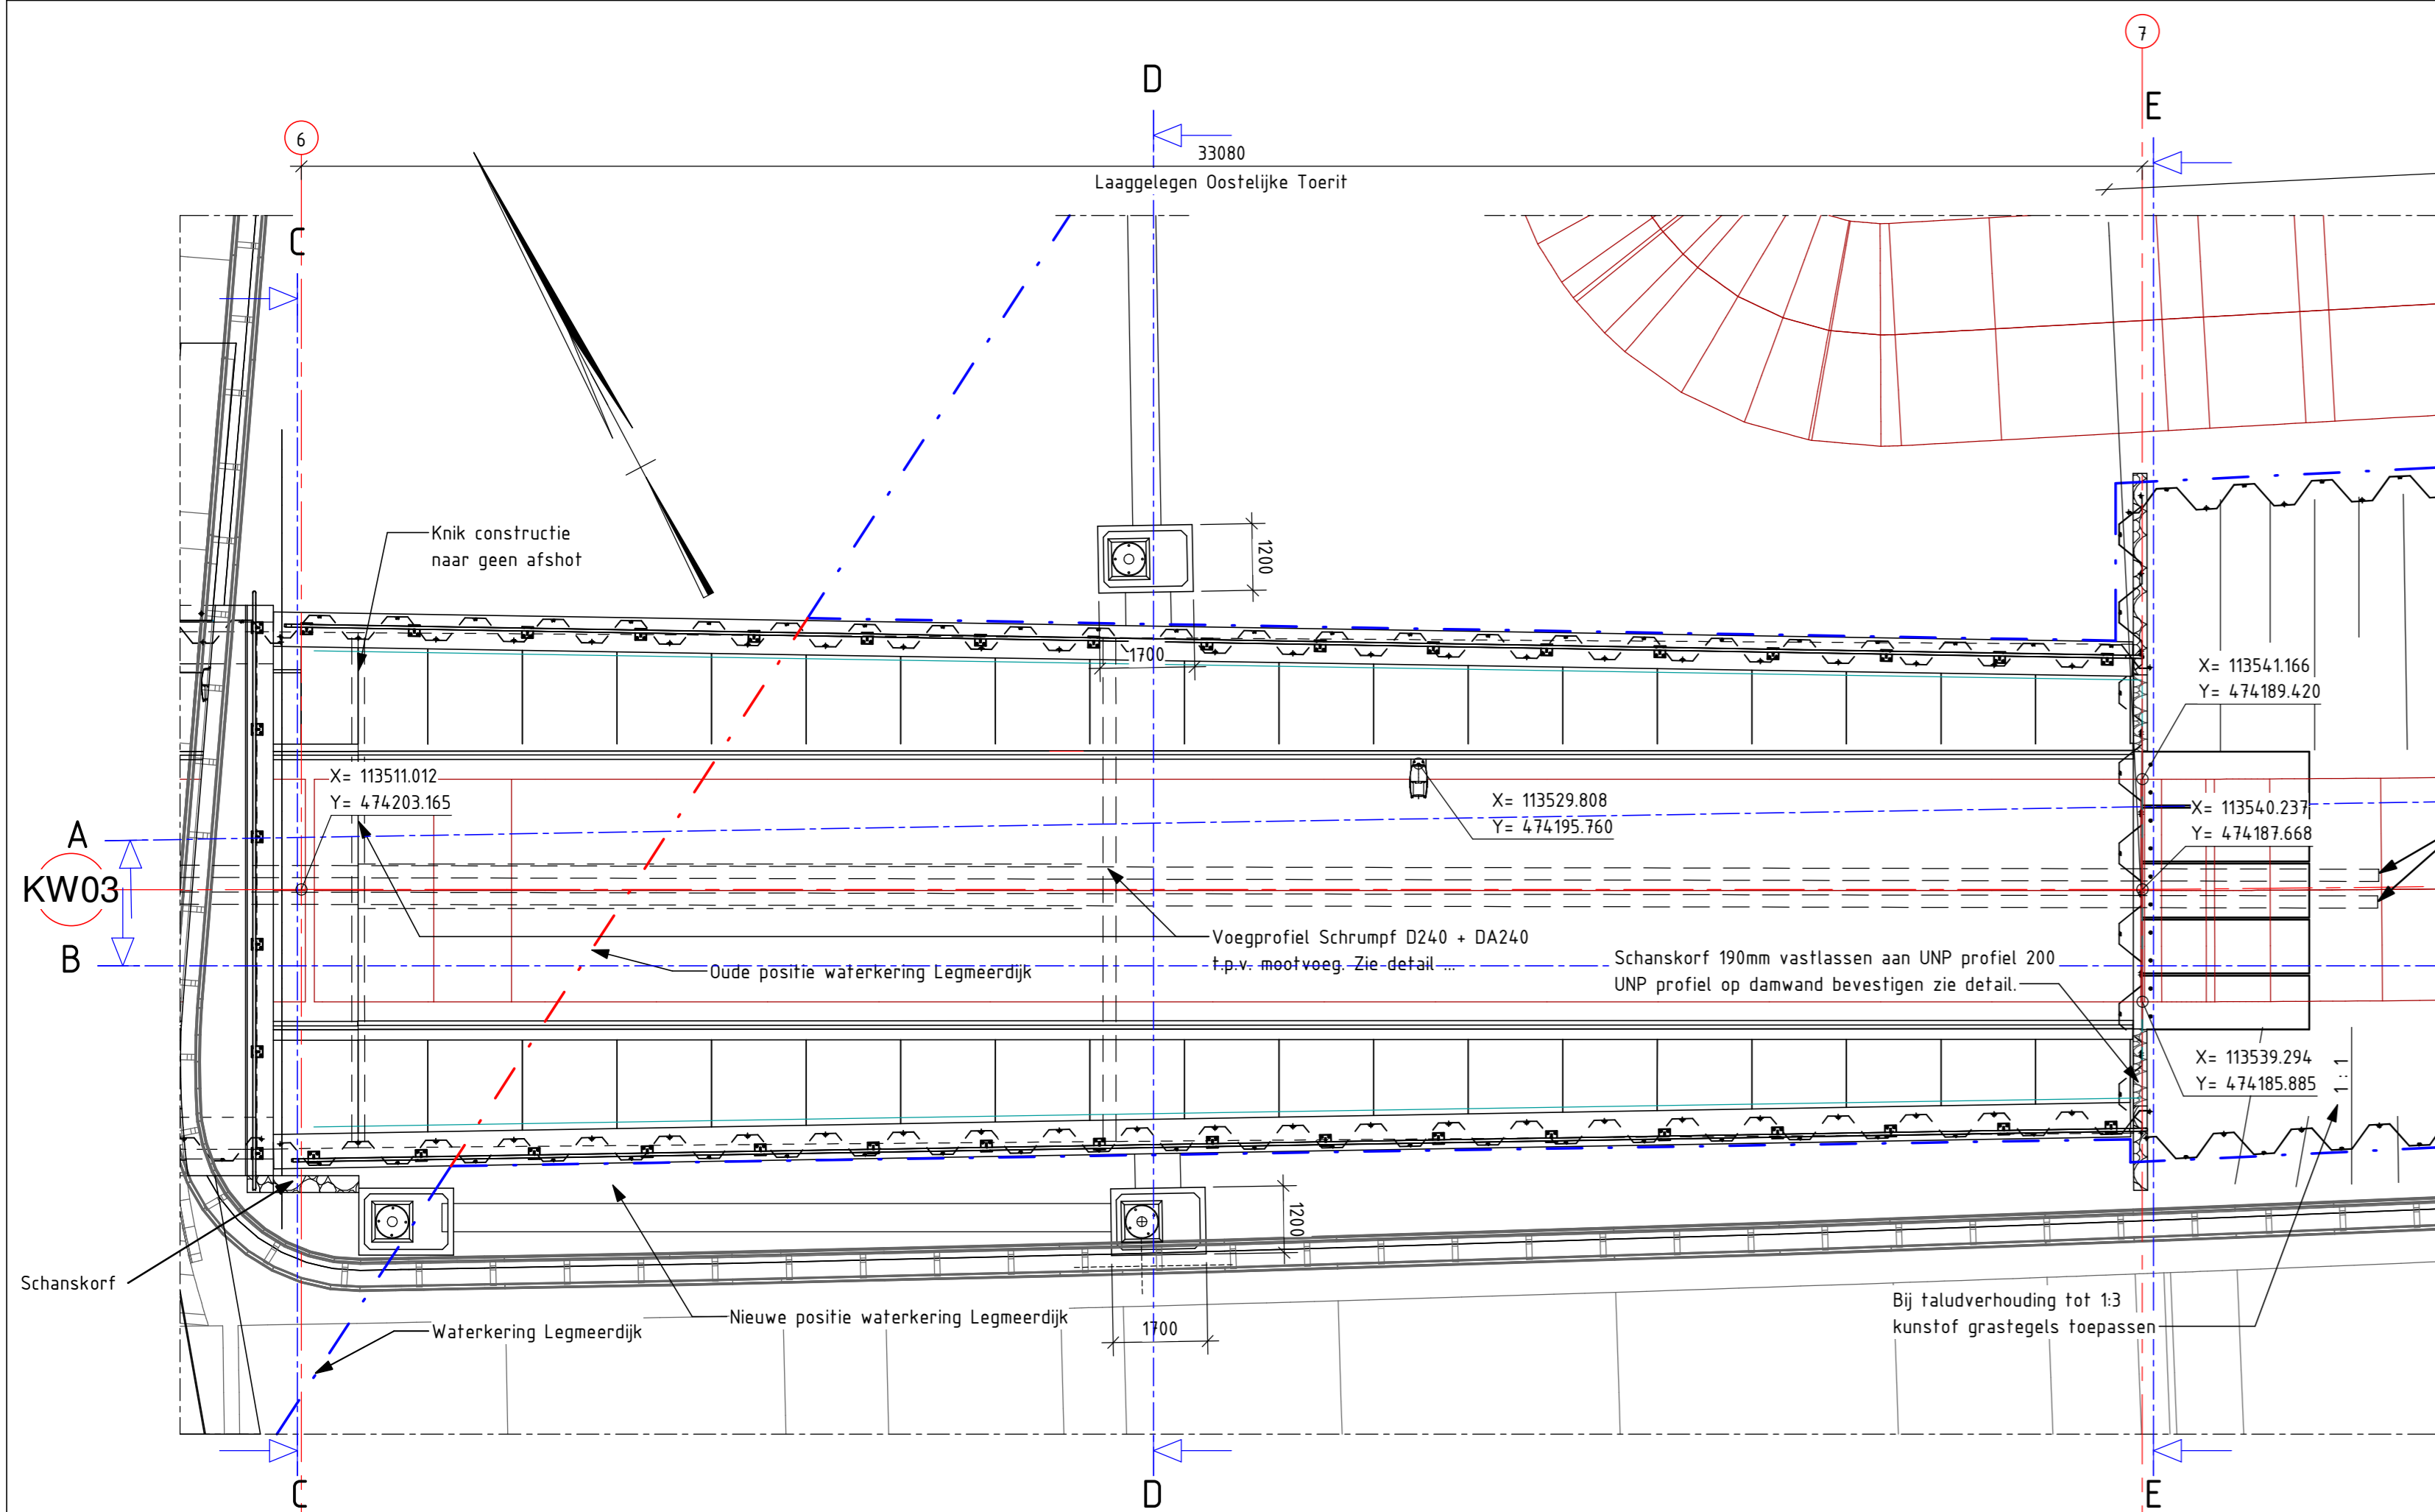 7
D
E
6
33080
Laaggelegen Oostelijke Toerit
C
Knik constructie
naar geen afshot
1200
1700
X= 113541.166
Y= 474189.420
X= 113511.012
Y= 474203.165
X= 113529.808
Y= 474195.760
X= 113540.237
Y= 474187.668
A
KW03
B
Voegprofiel Schrumpf D240 + DA240
t.p.v. mootvoeg. Zie detail ...
Oude positie waterkering Legmeerdijk
Schanskorf 190mm vastlassen aan UNP profiel 200
UNP profiel op damwand bevestigen zie detail.
X= 113539.294
Y= 474185.885
1:1
1200
Schanskorf
Nieuwe positie waterkering Legmeerdijk
Waterkering Legmeerdijk
1700
Bij taludverhouding tot 1:3
kunstof grastegels toepassen
C
D
E